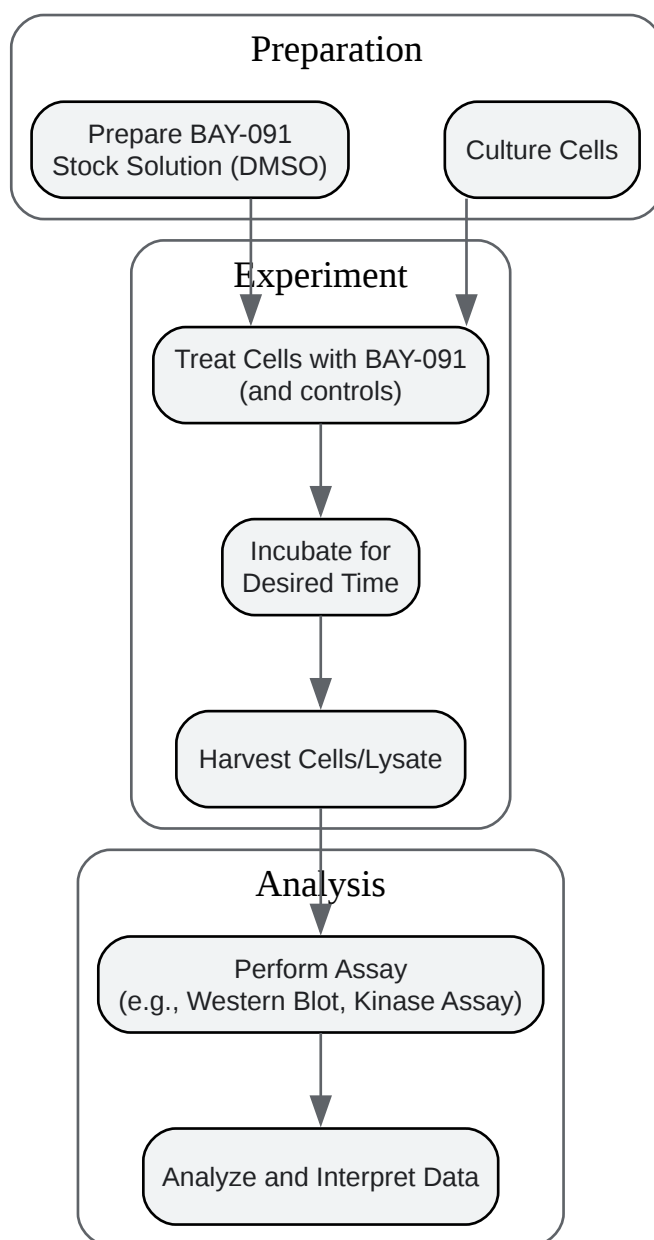 Preparation
Prepare BAY-091
Stock Solution (DMSO)
Culture Cells
Experiment
Treat Cells with BAY-091
(and controls)
Incubate for
Desired Time
Harvest Cells/Lysate
Analysis
Perform Assay
(e.g., Western Blot, Kinase Assay)
Analyze and Interpret Data